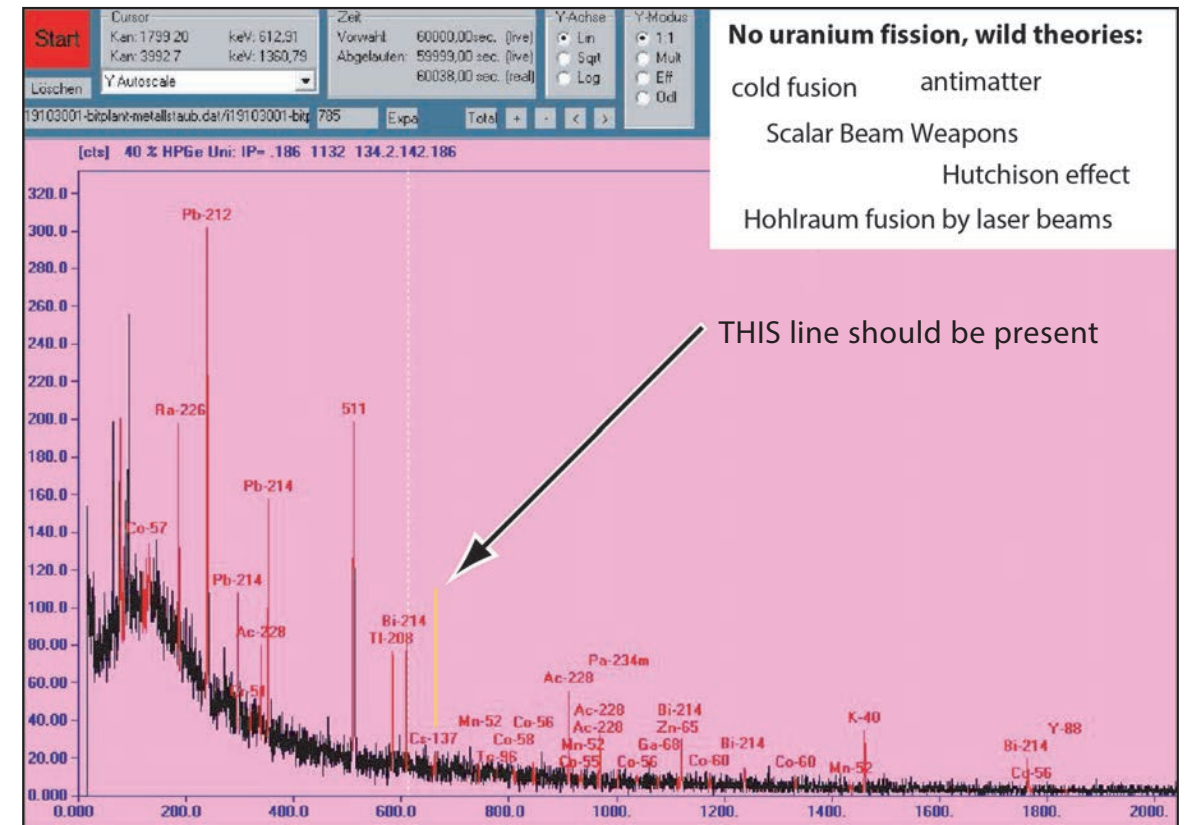 Cursor
Kan: 1799 20 keV: 612,91
Kan: 3992 7 keV: 1360,79
Y Autoscale
Start
Löschen
Zeit
Vorwahl: 60000,00sec. (live)
Abgelaufen: 59999,00 sec. (live)
60038,00 sec. (real)
Y-Achse
Lin
Sqrt
Log
Y-Modus
1:1
Mult
Eff
Odl
19103001-bitplant-metallstaub.dat/i19103001-bitp 785 Expa Total + - < >
No uranium fission, wild theories:
cold fusion antimatter
Scalar Beam Weapons
Hutchison effect
Hohlraum fusion by laser beams
[cts] 40 % HPGe Uni: IP= .186 1132 134.2.142.186
THIS line should be present
320.0
300.0
280.0
260.0
240.0
220.0
200.0
180.0
160.0
140.0
120.0
100.0
80.00
60.00
40.00
20.00
0.000
Pb-212
Ra-226
511
Pb-214
Co-57
Pb-214
Ac-228
Bi-214
Tl-208
Cs-137
Pa-234m
Ac-228
Mn-52 Co-56
Co-58
Tc-96
Ac-228
Ac-228
Mn-52
Co-55
Bi-214
Zn-65
Ga-68
Co-56
Bi-214
Co-60
Co-60
K-40
Mn-52
Y-88
Bi-214
Co-56
0.000 200.0 400.0 600.0 800.0 1000. 1200. 1400. 1600. 1800. 2000.